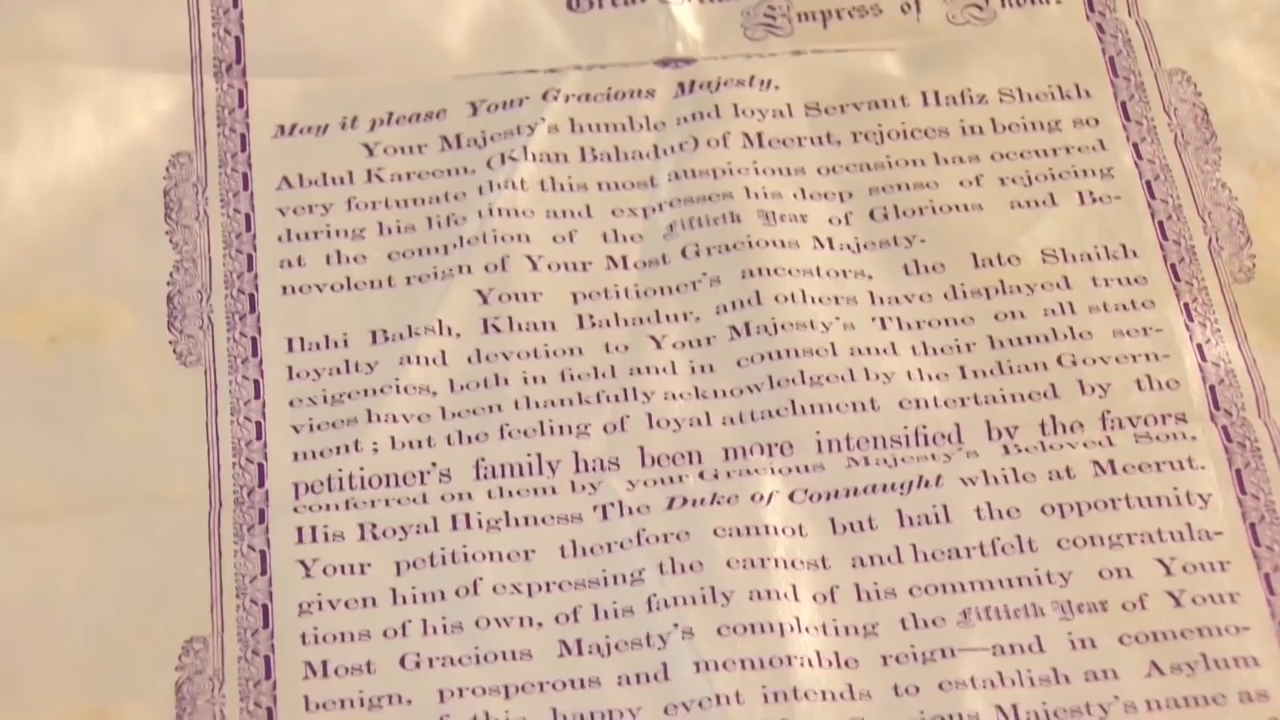 Empress of
May it please Your Gracious Majesty,
Your Majesty's humble and loyal Servant Hafiz Sheikh
Abdul Kareem, (Khan Bahadur) of Meerut, rejoices in being so
very fortunate that this most auspicious occasion has occurred
during his life time and expresses his deep sense of rejoicing
at the completion of the Fiftieth Year of Glorious and Be-
nevolent reign of Your Most Gracious Majesty.
Your petitioner's ancestors, the late Shaikh
Ilahi Baksh, Khan Bahadur, and others have displayed true
loyalty and devotion to Your Majesty's Throne on all state
exigencies, both in field and in counsel and their humble ser-
vices have been thankfully acknowledged by the Indian Govern-
ment ; but the feeling of loyal attachment entertained by the
petitioner's family has been more intensified by the favors
conferred on them by your Gracious Majesty's Beloved Son,
His Royal Highness The Duke of Connaught while at Meerut.
Your petitioner therefore cannot but hail the opportunity
given him of expressing the earnest and heartfelt congratula-
tions of his own, of his family and of his community on Your
Most Gracious Majesty's completing the Fiftieth Year of Your
benign, prosperous and memorable reign—and in comemo-
this happy event intends to establish an Asylum
Majesty's name as